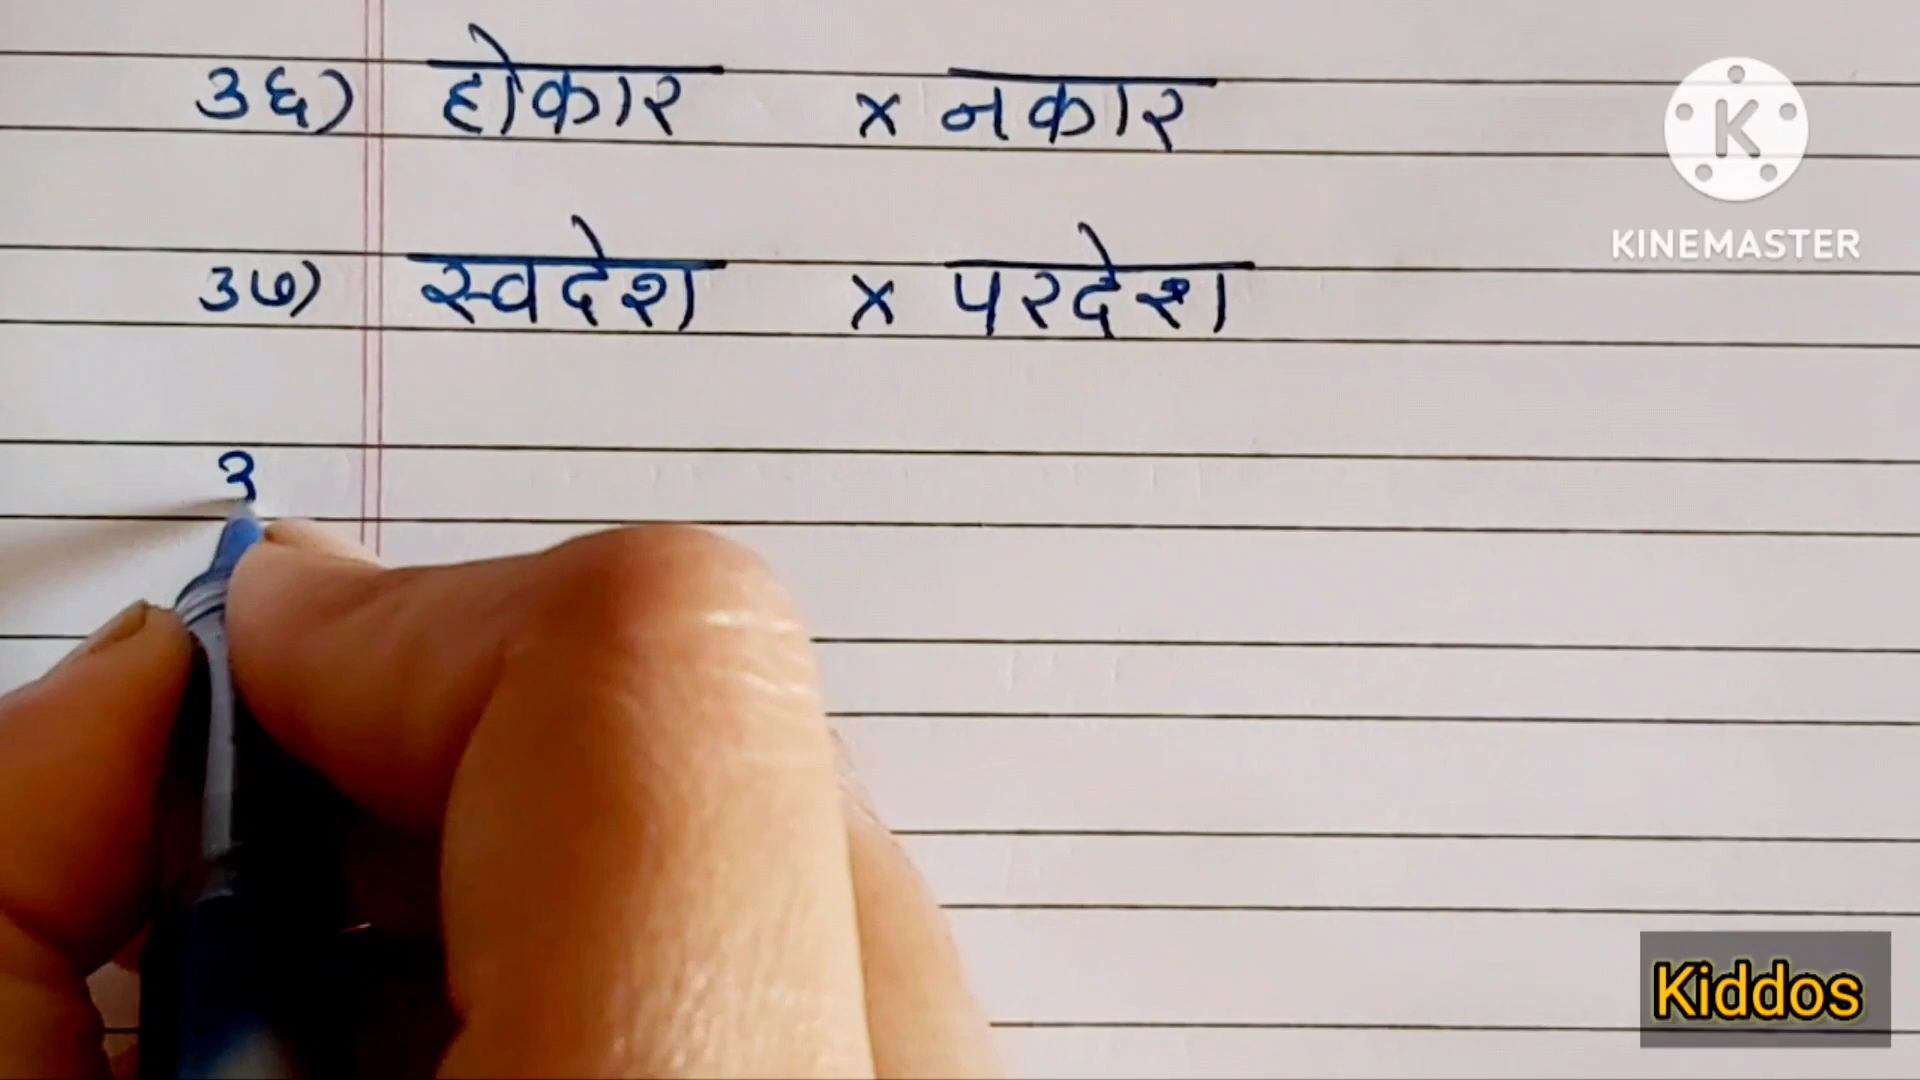 ३६) होकार x नकार
KINEMASTER
३७) स्वदेश x परदेश
३
Kiddos